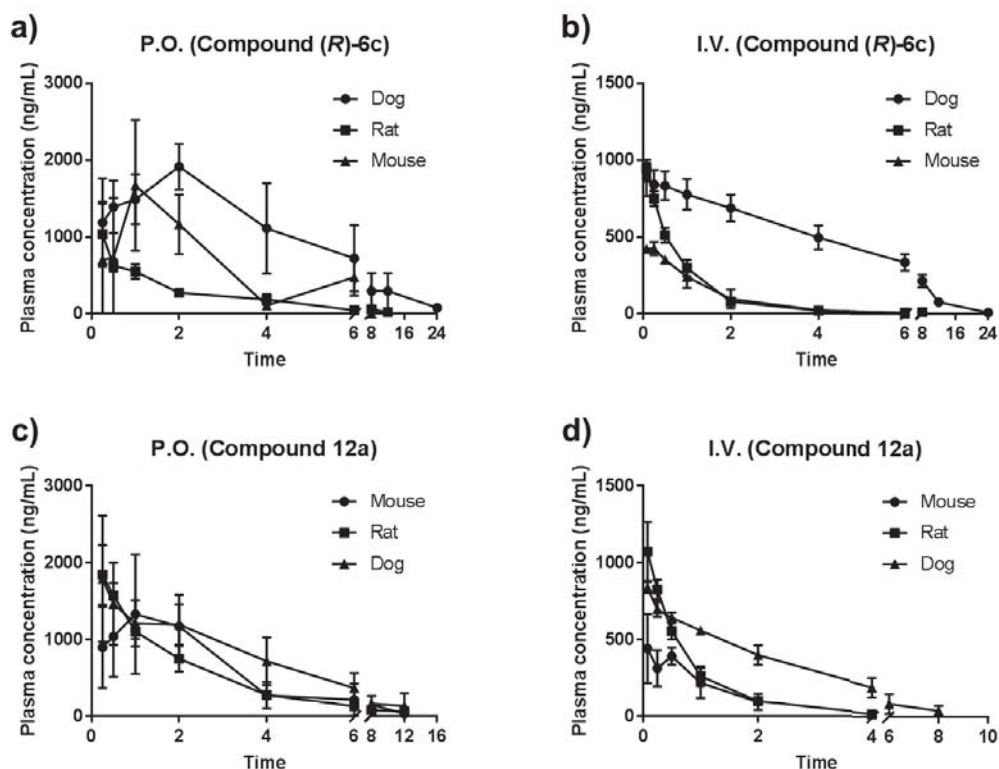 a)
P.O. (Compound (R)-6c)
Plasma concentration (ng/mL)
3000
2000
1000
0
Dog
Rat
Mouse
0 2 4 6 8 16 24
Time
b)
I.V. (Compound (R)-6c)
Plasma concentration (ng/mL)
1500
1000
500
0
Dog
Rat
Mouse
0 2 4 6 8 16 24
Time
c)
P.O. (Compound 12a)
Plasma concentration (ng/mL)
3000
2000
1000
0
Mouse
Rat
Dog
0 2 4 6 8 12 16
Time
d)
I.V. (Compound 12a)
Plasma concentration (ng/mL)
1500
1000
500
0
Mouse
Rat
Dog
0 2 4 6 8 10
Time